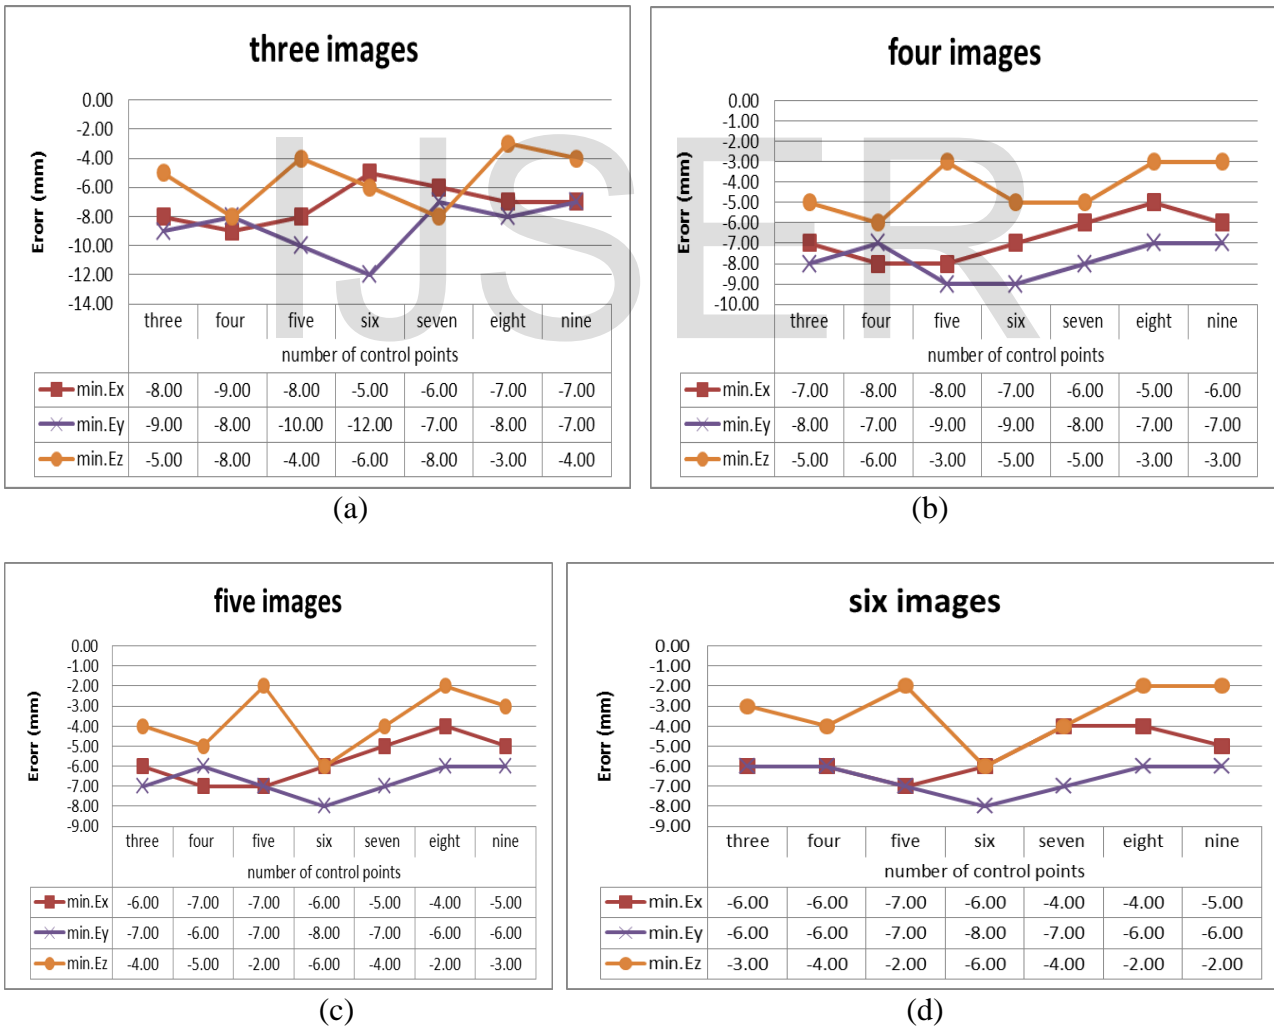 three images
0.00
-2.00
-4.00
-6.00
-8.00
-10.00
-12.00
-14.00
Erorr (mm)
three four five six seven eight nine
number of control points
min.Ex -8.00 -9.00 -8.00 -5.00 -6.00 -7.00 -7.00
min.Ey -9.00 -8.00 -10.00 -12.00 -7.00 -8.00 -7.00
min.Ez -5.00 -8.00 -4.00 -6.00 -8.00 -3.00 -4.00
(a)
four images
0.00
-1.00
-2.00
-3.00
-4.00
-5.00
-6.00
-7.00
-8.00
-9.00
-10.00
Erorr (mm)
three four five six seven eight nine
number of control points
min.Ex -7.00 -8.00 -8.00 -7.00 -6.00 -5.00 -6.00
min.Ey -8.00 -7.00 -9.00 -9.00 -8.00 -7.00 -7.00
min.Ez -5.00 -6.00 -3.00 -5.00 -5.00 -3.00 -3.00
(b)
IJSER
five images
0.00
-1.00
-2.00
-3.00
-4.00
-5.00
-6.00
-7.00
-8.00
-9.00
Erorr (mm)
three four five six seven eight nine
number of control points
min.Ex -6.00 -7.00 -7.00 -6.00 -5.00 -4.00 -5.00
min.Ey -7.00 -6.00 -7.00 -8.00 -7.00 -6.00 -6.00
min.Ez -4.00 -5.00 -2.00 -6.00 -4.00 -2.00 -3.00
(c)
six images
0.00
-1.00
-2.00
-3.00
-4.00
-5.00
-6.00
-7.00
-8.00
-9.00
Erorr (mm)
three four five six seven eight nine
number of control points
min.Ex -6.00 -6.00 -7.00 -6.00 -4.00 -4.00 -5.00
min.Ey -6.00 -6.00 -7.00 -8.00 -7.00 -6.00 -6.00
min.Ez -3.00 -4.00 -2.00 -6.00 -4.00 -2.00 -2.00
(d)